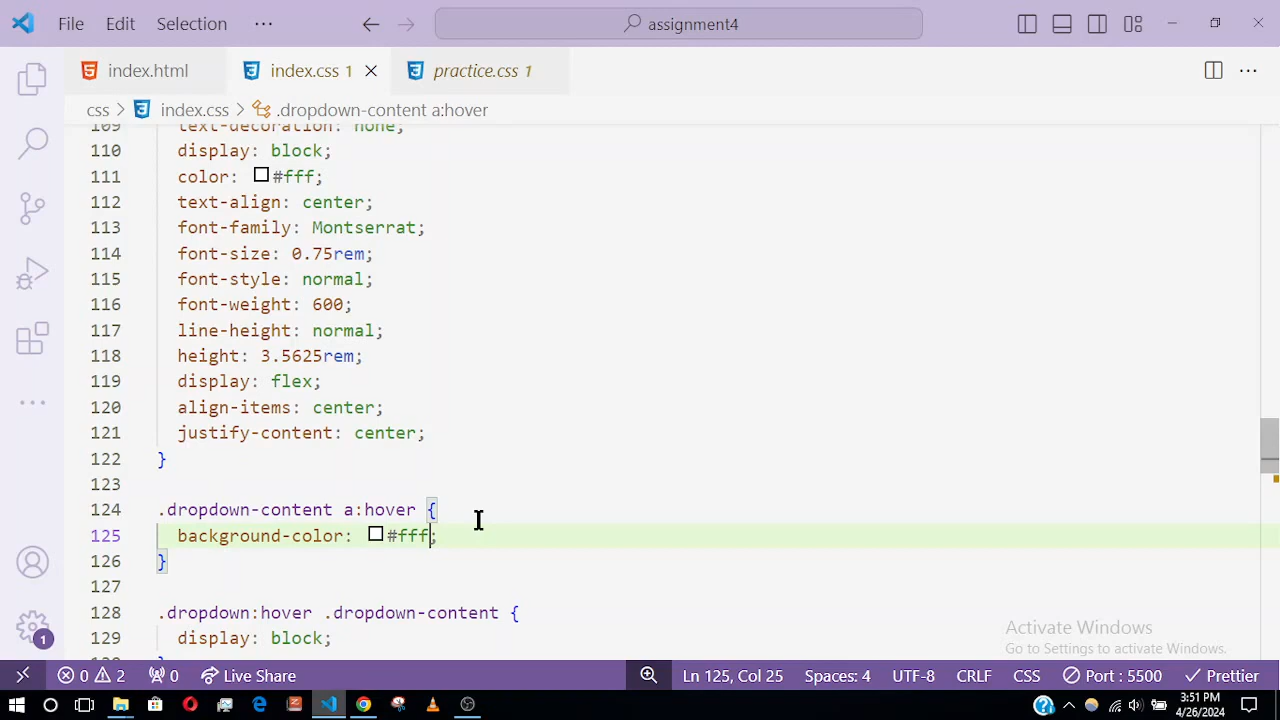 File Edit Selection ··· assignment4
index.html index.css 1 practice.css 1
css > index.css > .dropdown-content a:hover
109 text-decoration: none;
110 display: block;
111 color: #fff;
112 text-align: center;
113 font-family: Montserrat;
114 font-size: 0.75rem;
115 font-style: normal;
116 font-weight: 600;
117 line-height: normal;
118 height: 3.5625rem;
119 display: flex;
120 align-items: center;
121 justify-content: center;
122 }
123
124 .dropdown-content a:hover {
125 background-color: #fff;
126 }
127
128 .dropdown:hover .dropdown-content {
129 display: block;
Activate Windows
Go to Settings to activate Windows.
1
0 2 0 Live Share Ln 125, Col 25 Spaces: 4 UTF-8 CRLF CSS Port : 5500 Prettier
3:51 PM
4/26/2024